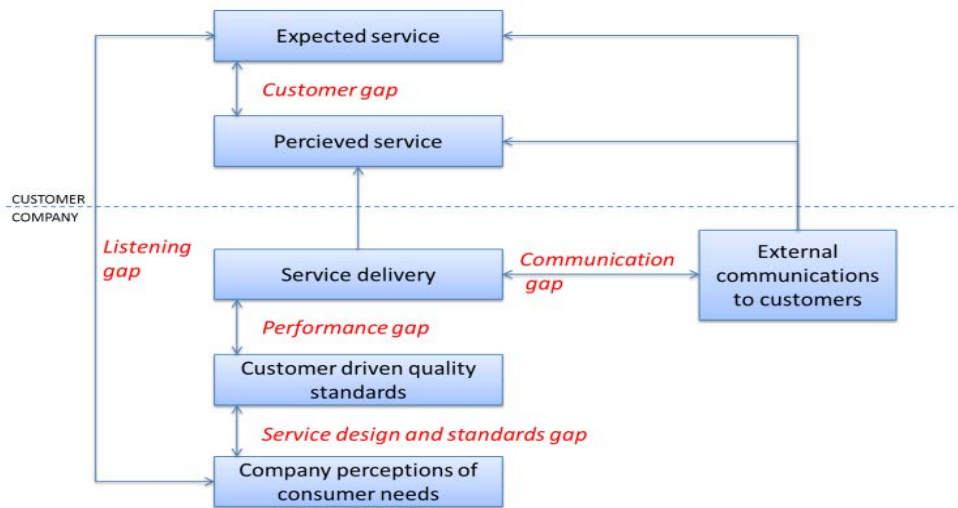 Expected service
Customer gap
Percieved service
CUSTOMER
COMPANY
Listening
gap
Service delivery
Communication
gap
External
communications
to customers
Performance gap
Customer driven quality
standards
Service design and standards gap
Company perceptions of
consumer needs